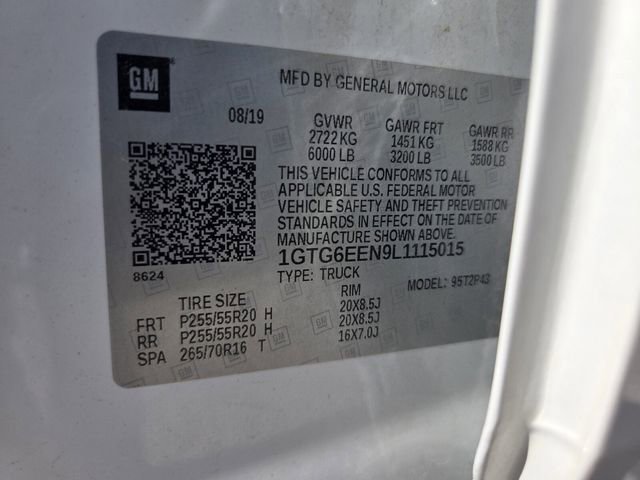 GM
MFD BY GENERAL MOTORS LLC
08/19
GVWR GAWR FRT GAWR RR
2722 KG 1451 KG 1588 KG
6000 LB 3200 LB 3500 LB
THIS VEHICLE CONFORMS TO ALL
APPLICABLE U.S. FEDERAL MOTOR
VEHICLE SAFETY AND THEFT PREVENTION
STANDARDS IN EFFECT ON THE DATE OF
MANUFACTURE SHOWN ABOVE.
1GTG6EEN9L1115015
8624
TYPE: TRUCK MODEL: 95T2P43
TIRE SIZE RIM
FRT P255/55R20 H 20X8.5J
RR P255/55R20 H 20X8.5J
SPA 265/70R16 T 16X7.0J